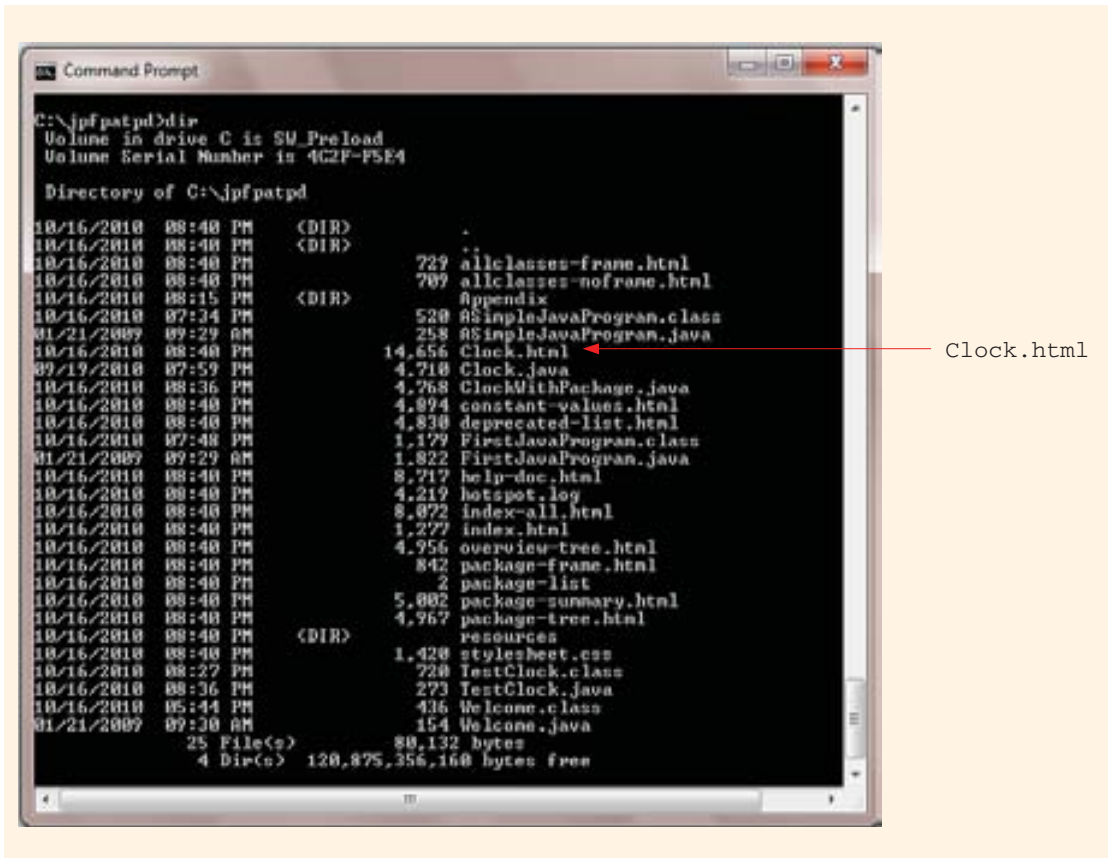 Command Prompt
C:\jpfpatpd>dir
Volume in drive C is SW_Preload
Volume Serial Number is 4C2F-F5E4
Directory of C:\jpfpatpd
10/16/2010 08:40 PM <DIR> .
10/16/2010 08:40 PM <DIR> ..
10/16/2010 08:40 PM 729 allclasses-frame.html
10/16/2010 08:40 PM 709 allclasses-noframe.html
10/16/2010 08:15 PM <DIR> Appendix
10/16/2010 07:34 PM 520 ASimpleJavaProgram.class
01/21/2009 09:29 AM 258 ASimpleJavaProgram.java
10/16/2010 08:40 PM 14,656 Clock.html
Clock.html
09/19/2010 07:59 PM 4,710 Clock.java
10/16/2010 08:36 PM 4,768 ClockWithPackage.java
10/16/2010 08:40 PM 4,894 constant-values.html
10/16/2010 08:40 PM 4,830 deprecated-list.html
10/16/2010 07:48 PM 1,179 FirstJavaProgram.class
01/21/2009 09:29 AM 1,822 FirstJavaProgram.java
10/16/2010 08:40 PM 8,717 help-doc.html
10/16/2010 08:40 PM 4,219 hotspot.log
10/16/2010 08:40 PM 8,072 index-all.html
10/16/2010 08:40 PM 1,277 index.html
10/16/2010 08:40 PM 4,956 overview-tree.html
10/16/2010 08:40 PM 842 package-frame.html
10/16/2010 08:40 PM 2 package-list
10/16/2010 08:40 PM 5,002 package-summary.html
10/16/2010 08:40 PM 4,967 package-tree.html
10/16/2010 08:40 PM <DIR> resources
10/16/2010 08:40 PM 1,420 stylesheet.css
10/16/2010 08:27 PM 720 TestClock.class
10/16/2010 08:36 PM 273 TestClock.java
10/16/2010 05:44 PM 436 Welcome.class
01/21/2009 09:30 AM 154 Welcome.java
25 File(s) 80,132 bytes
4 Dir(s) 120,875,356,160 bytes free